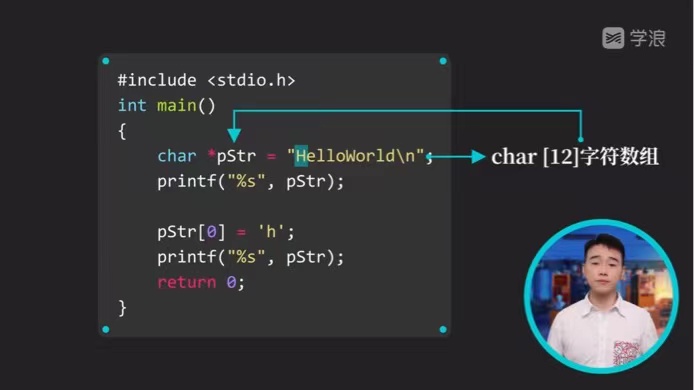 学浪
#include <stdio.h>
int main()
{
char *pStr = "HelloWorld\n";
char [12]字符数组
printf("%s", pStr);
pStr[0] = 'h';
printf("%s", pStr);
return 0;
}